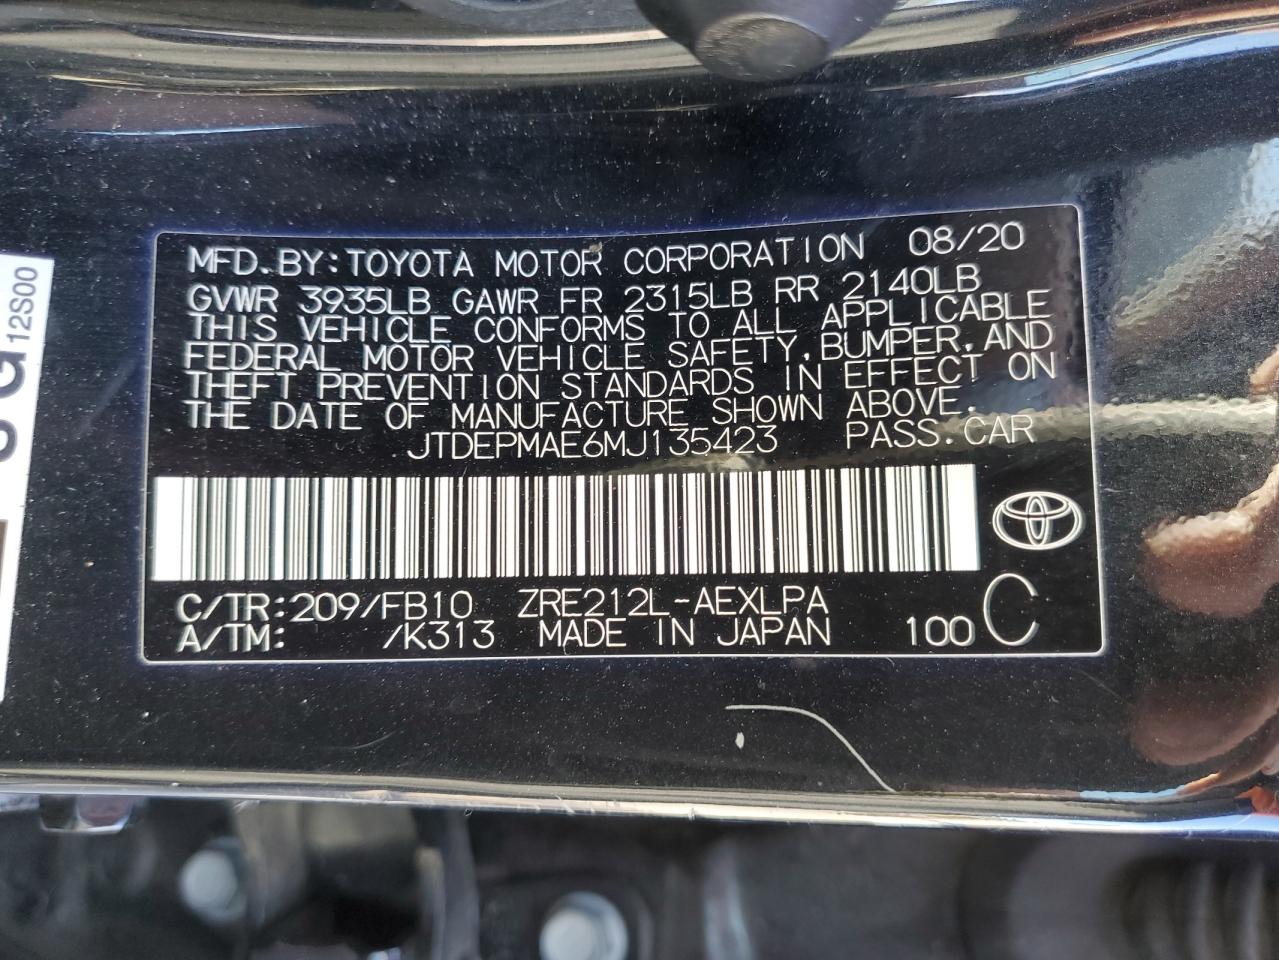 MFD.BY:TOYOTA MOTOR CORPORATION 08/20
GVWR 3935LB GAWR FR 2315LB RR 2140LB
THIS VEHICLE CONFORMS TO ALL APPLICABLE
FEDERAL MOTOR VEHICLE SAFETY,BUMPER,AND
THEFT PREVENTION STANDARDS IN EFFECT ON
THE DATE OF MANUFACTURE SHOWN ABOVE.
JTDEPMAE6MJ135423 PASS.CAR
C/TR:209/FB10 ZRE212L-AEXLPA
A/TM: /K313 MADE IN JAPAN 100 C
12S00